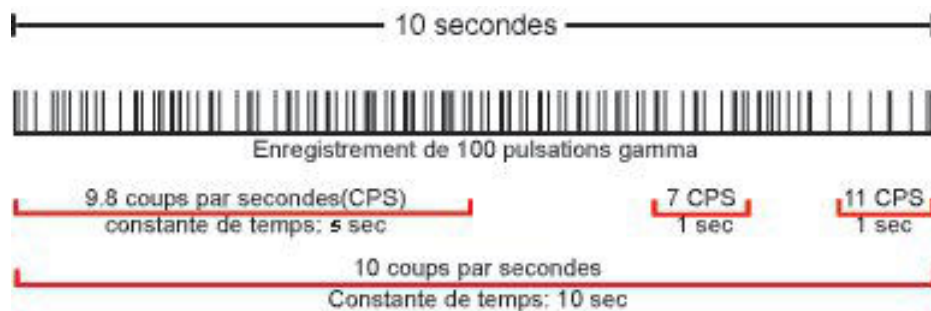 10 secondes
Enregistrement de 100 pulsations gamma
9.8 coups par secondes(CPS) 7 CPS 11 CPS
constante de temps: 5 sec 1 sec 1 sec
10 coups par secondes
Constante de temps: 10 sec